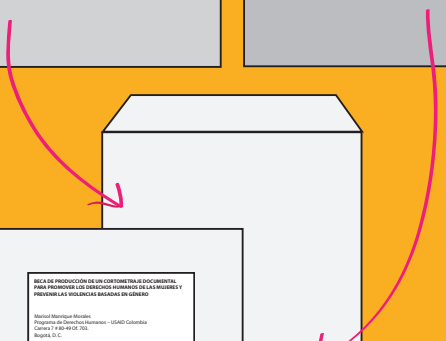 BECA DE PRODUCCIÓN DE UN CORTOMETRAJE DOCUMENTAL
PARA PROMOVER LOS DERECHOS HUMANOS DE LAS MUJERES Y
PREVENIR LAS VIOLENCIAS BASADAS EN GÉNERO
Marisol Manrique Morales
Programa de Derechos Humanos – USAID Colombia
Carrera 7 # 80-49 Of. 703.
Bogotá, D.C.